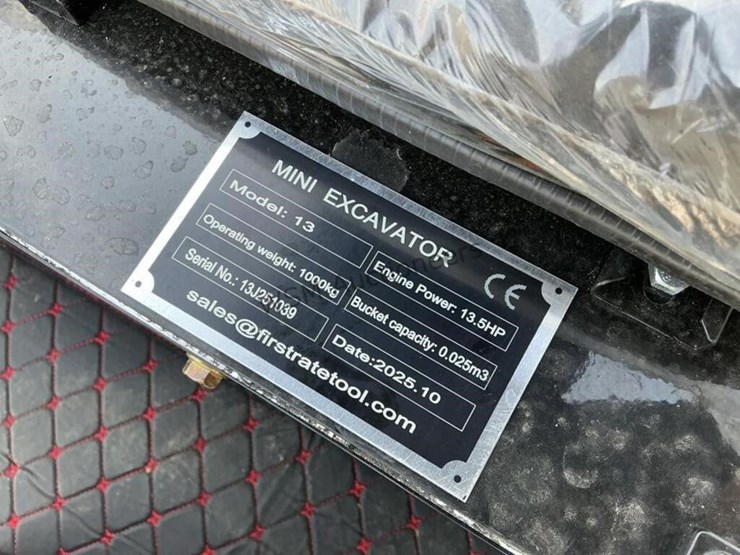 MINI EXCAVATOR
Model: 13
Engine Power: 13.5HP
Operating weight: 1000kg
Bucket capacity: 0.025m3
Serial No.: 13J251039
Date:2025.10
sales@firstratetool.com
CE